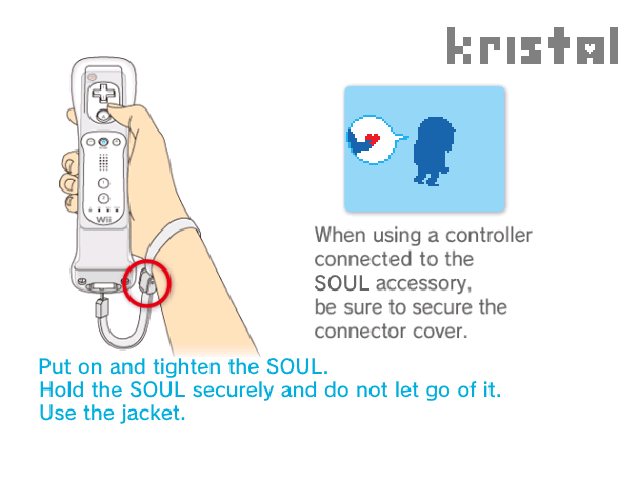 kristal
Wii
When using a controller
connected to the
SOUL accessory,
be sure to secure the
connector cover.
Put on and tighten the SOUL.
Hold the SOUL securely and do not let go of it.
Use the jacket.